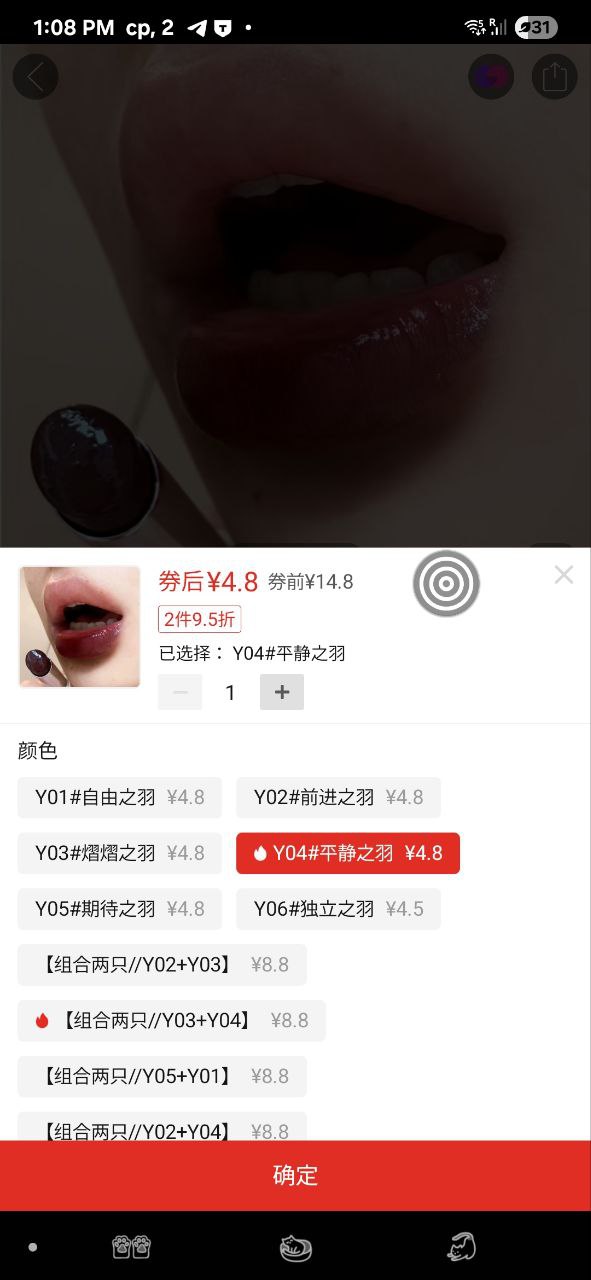 1:08 PM ср, 2
31
券后¥4.8 券前¥14.8
2件9.5折
已选择： Y04#平静之羽
1
颜色
Y01#自由之羽 ¥4.8 Y02#前进之羽 ¥4.8
Y03#熠熠之羽 ¥4.8 Y04#平静之羽 ¥4.8
Y05#期待之羽 ¥4.8 Y06#独立之羽 ¥4.5
【组合两只//Y02+Y03】 ¥8.8
【组合两只//Y03+Y04】 ¥8.8
【组合两只//Y05+Y01】 ¥8.8
【组合两只//Y02+Y04】 ¥8.8
确定